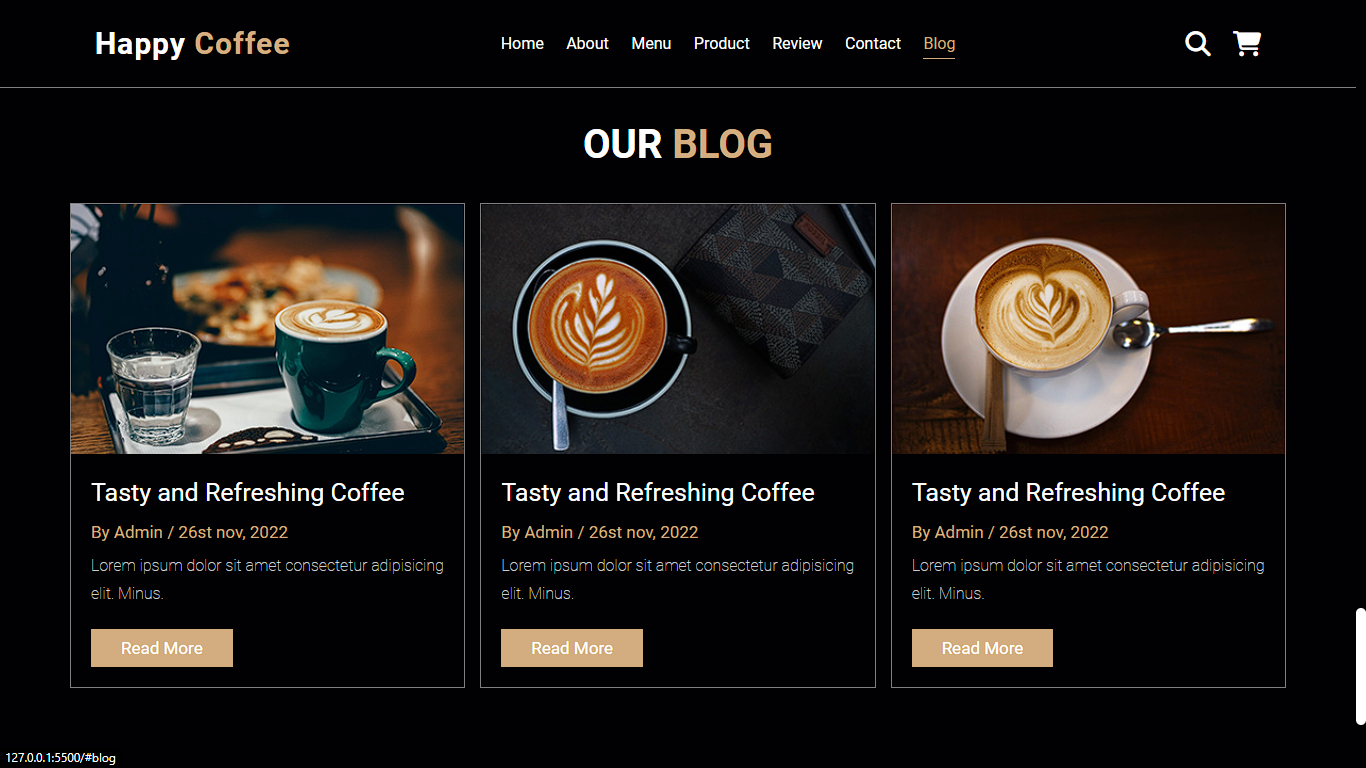 Happy Coffee
Home About Menu Product Review Contact Blog
OUR BLOG
Tasty and Refreshing Coffee
By Admin / 26st nov, 2022
Lorem ipsum dolor sit amet consectetur adipisicing
elit. Minus.
Read More
Tasty and Refreshing Coffee
By Admin / 26st nov, 2022
Lorem ipsum dolor sit amet consectetur adipisicing
elit. Minus.
Read More
Tasty and Refreshing Coffee
By Admin / 26st nov, 2022
Lorem ipsum dolor sit amet consectetur adipisicing
elit. Minus.
Read More
127.0.0.1:5500/#blog